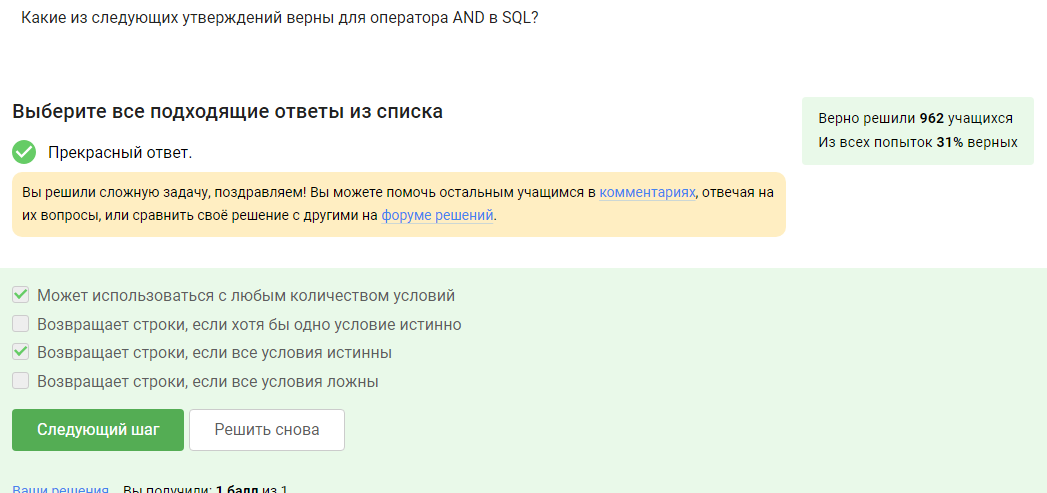 Какие из следующих утверждений верны для оператора AND в SQL?
Выберите все подходящие ответы из списка
Верно решили 962 учащихся
Из всех попыток 31% верных
Прекрасный ответ.
Вы решили сложную задачу, поздравляем! Вы можете помочь остальным учащимся в комментариях, отвечая на
их вопросы, или сравнить своё решение с другими на форуме решений.
Может использоваться с любым количеством условий
Возвращает строки, если хотя бы одно условие истинно
Возвращает строки, если все условия истинны
Возвращает строки, если все условия ложны
Следующий шаг
Решить снова
Ваши решения Вы получили: 1 балл из 1